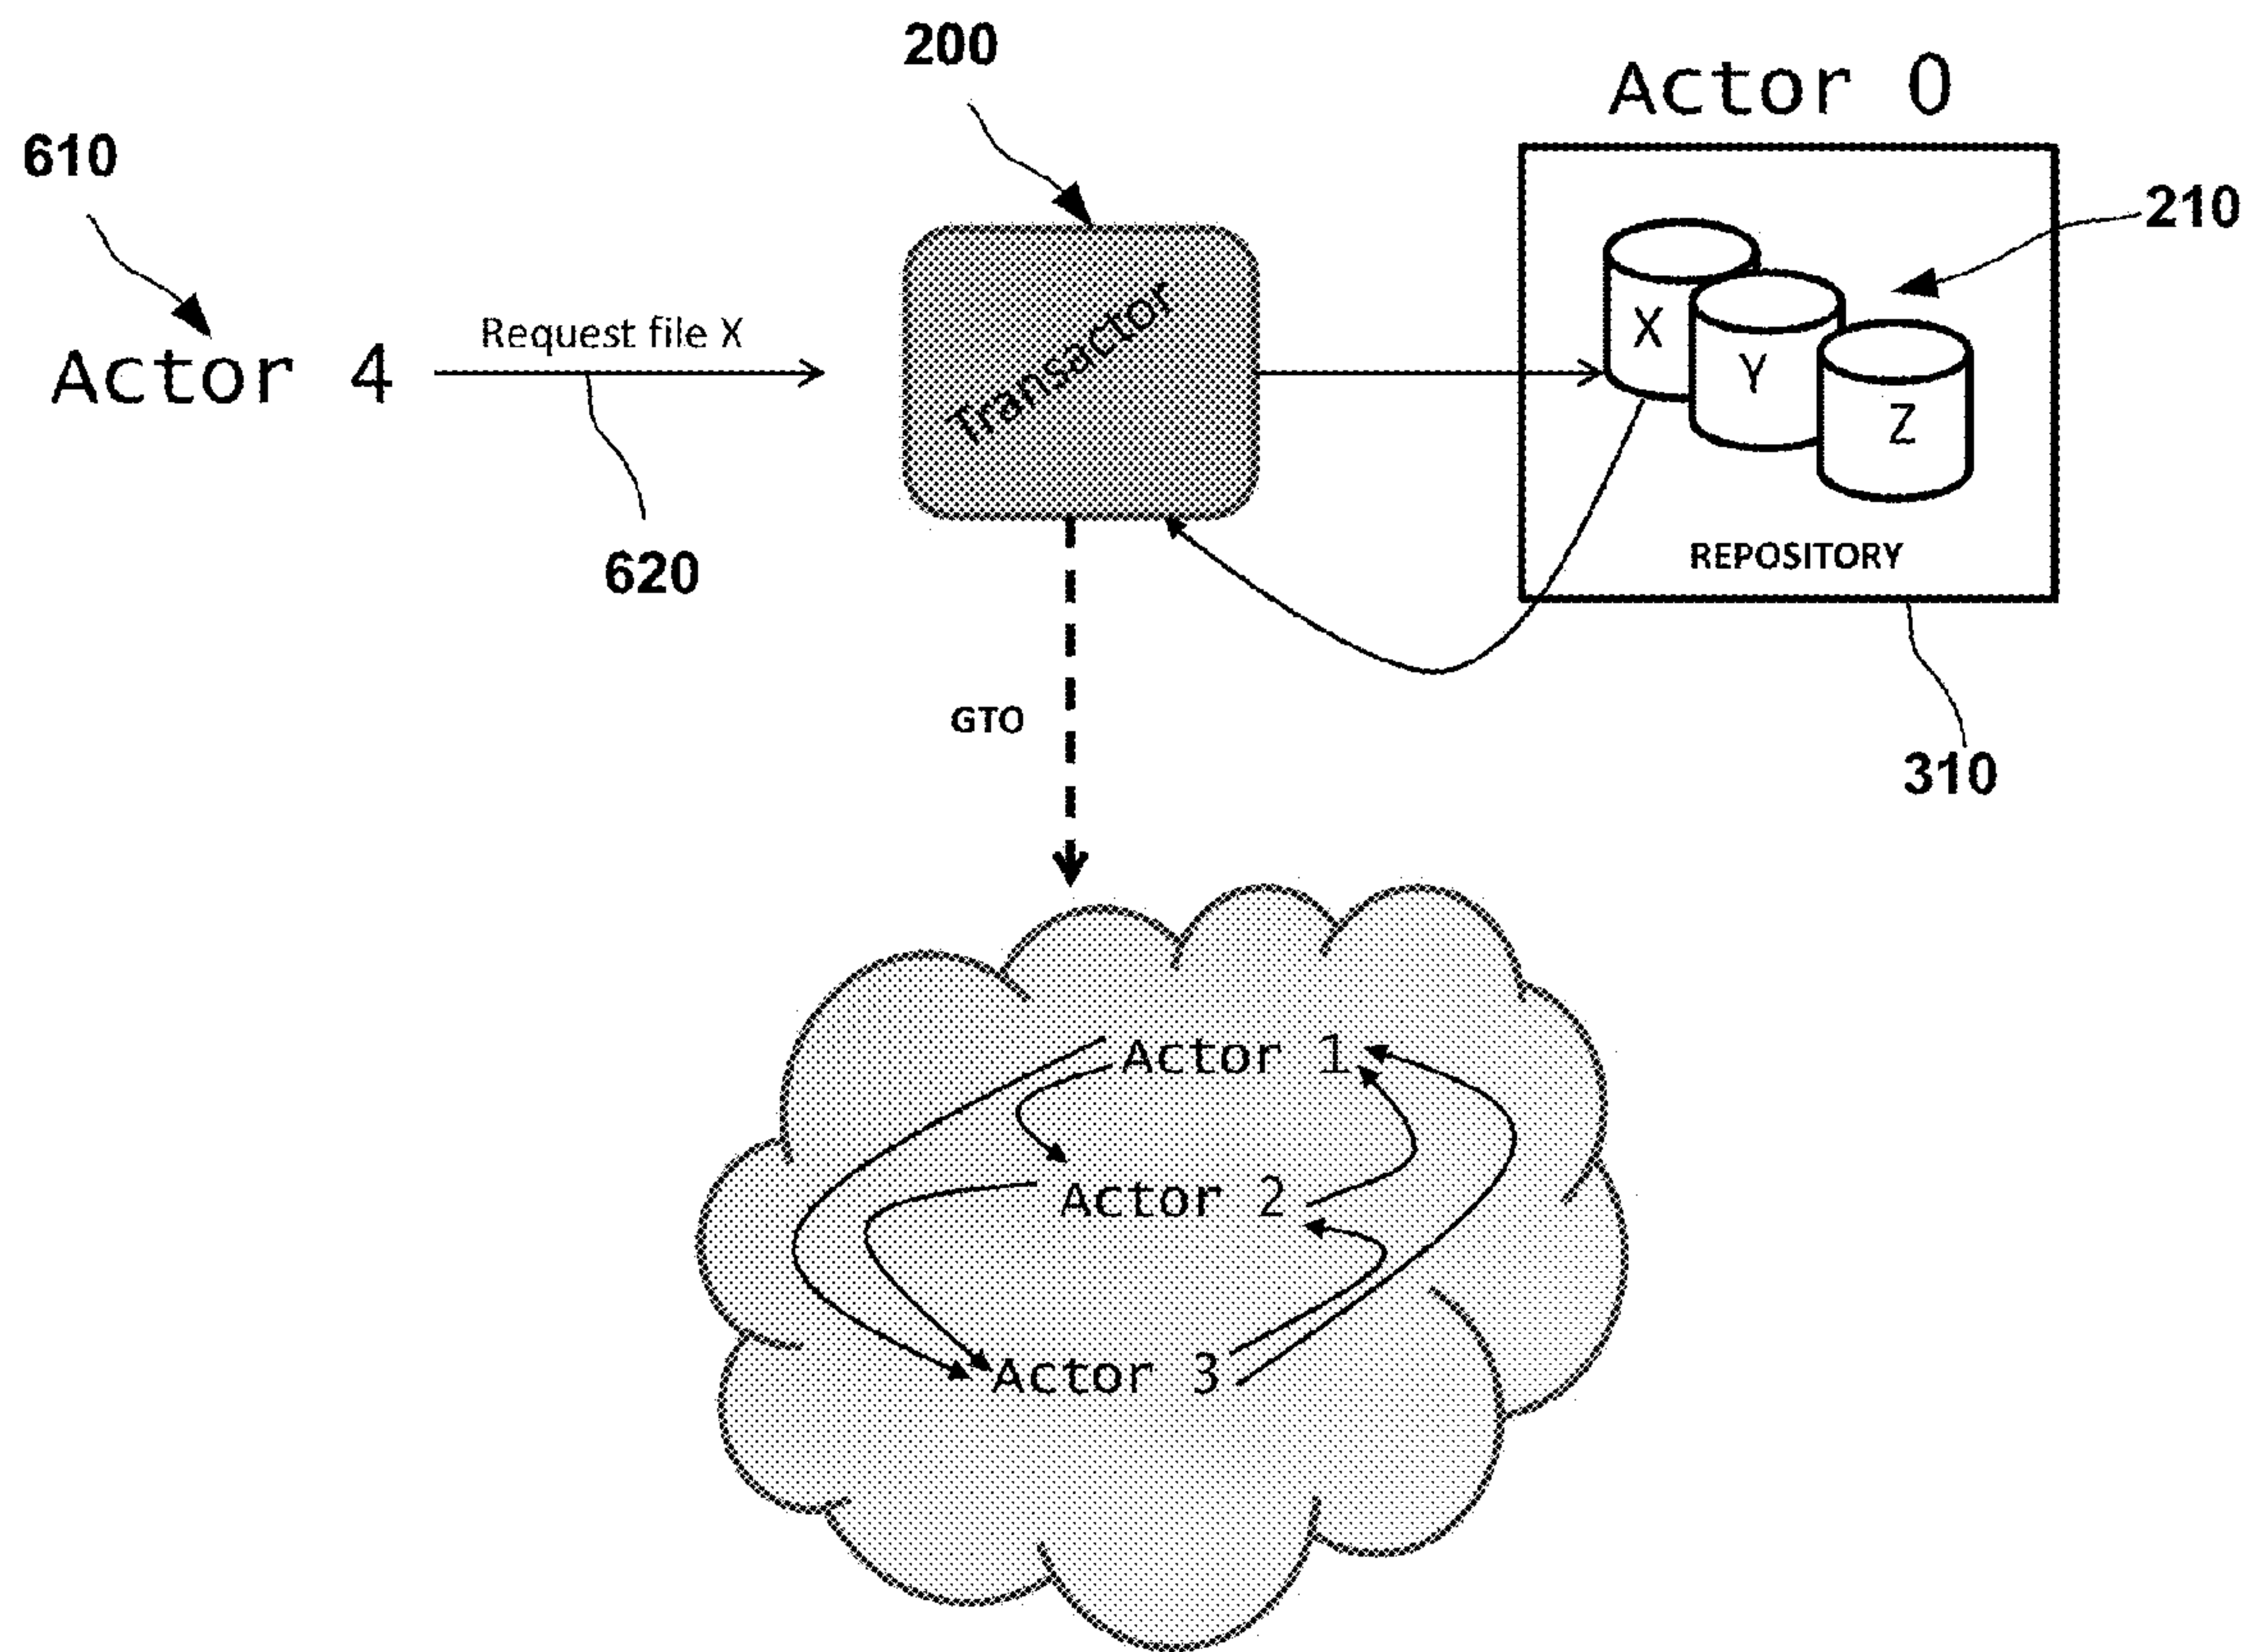 200
Actor 0
610
210
Request file X
Actor 4
Transactor
X
Y
Z
REPOSITORY
620
GTO
310
Actor 1
Actor 2
Actor 3